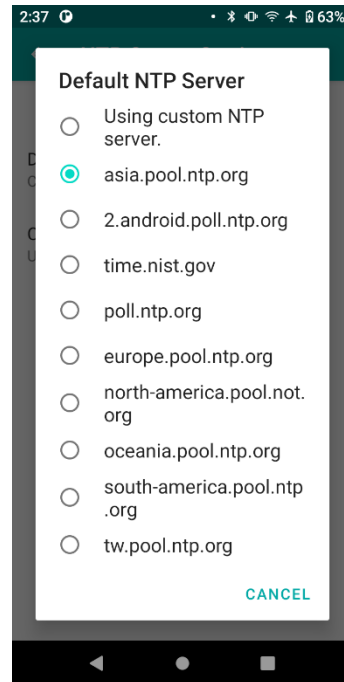 2:37
63%
Default NTP Server
Using custom NTP
server.
asia.pool.ntp.org
2.android.poll.ntp.org
time.nist.gov
poll.ntp.org
europe.pool.ntp.org
north-america.pool.not.
org
oceania.pool.ntp.org
south-america.pool.ntp
.org
tw.pool.ntp.org
CANCEL